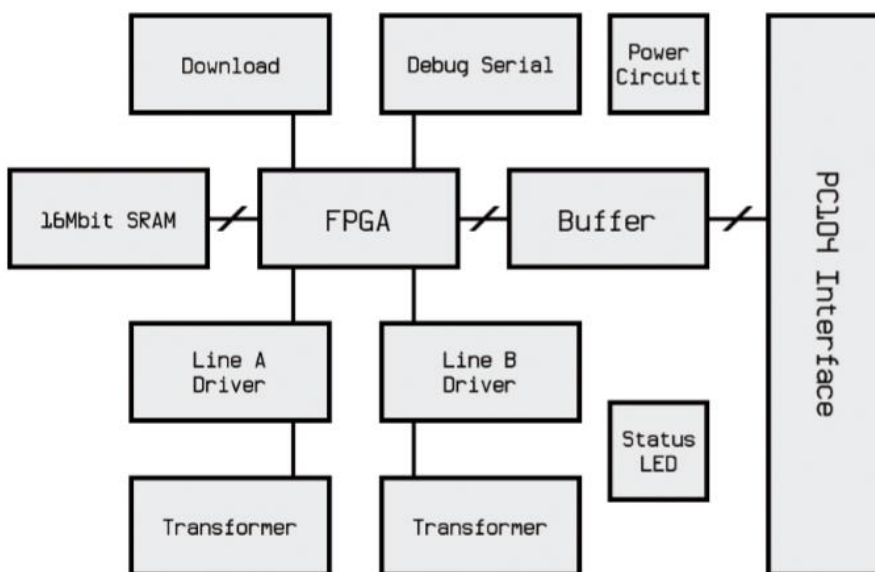 Download
Debug Serial
Power
Circuit
16Mbit SRAM
FPGA
Buffer
PC104 Interface
Line A
Driver
Line B
Driver
Status
LED
Transformer
Transformer